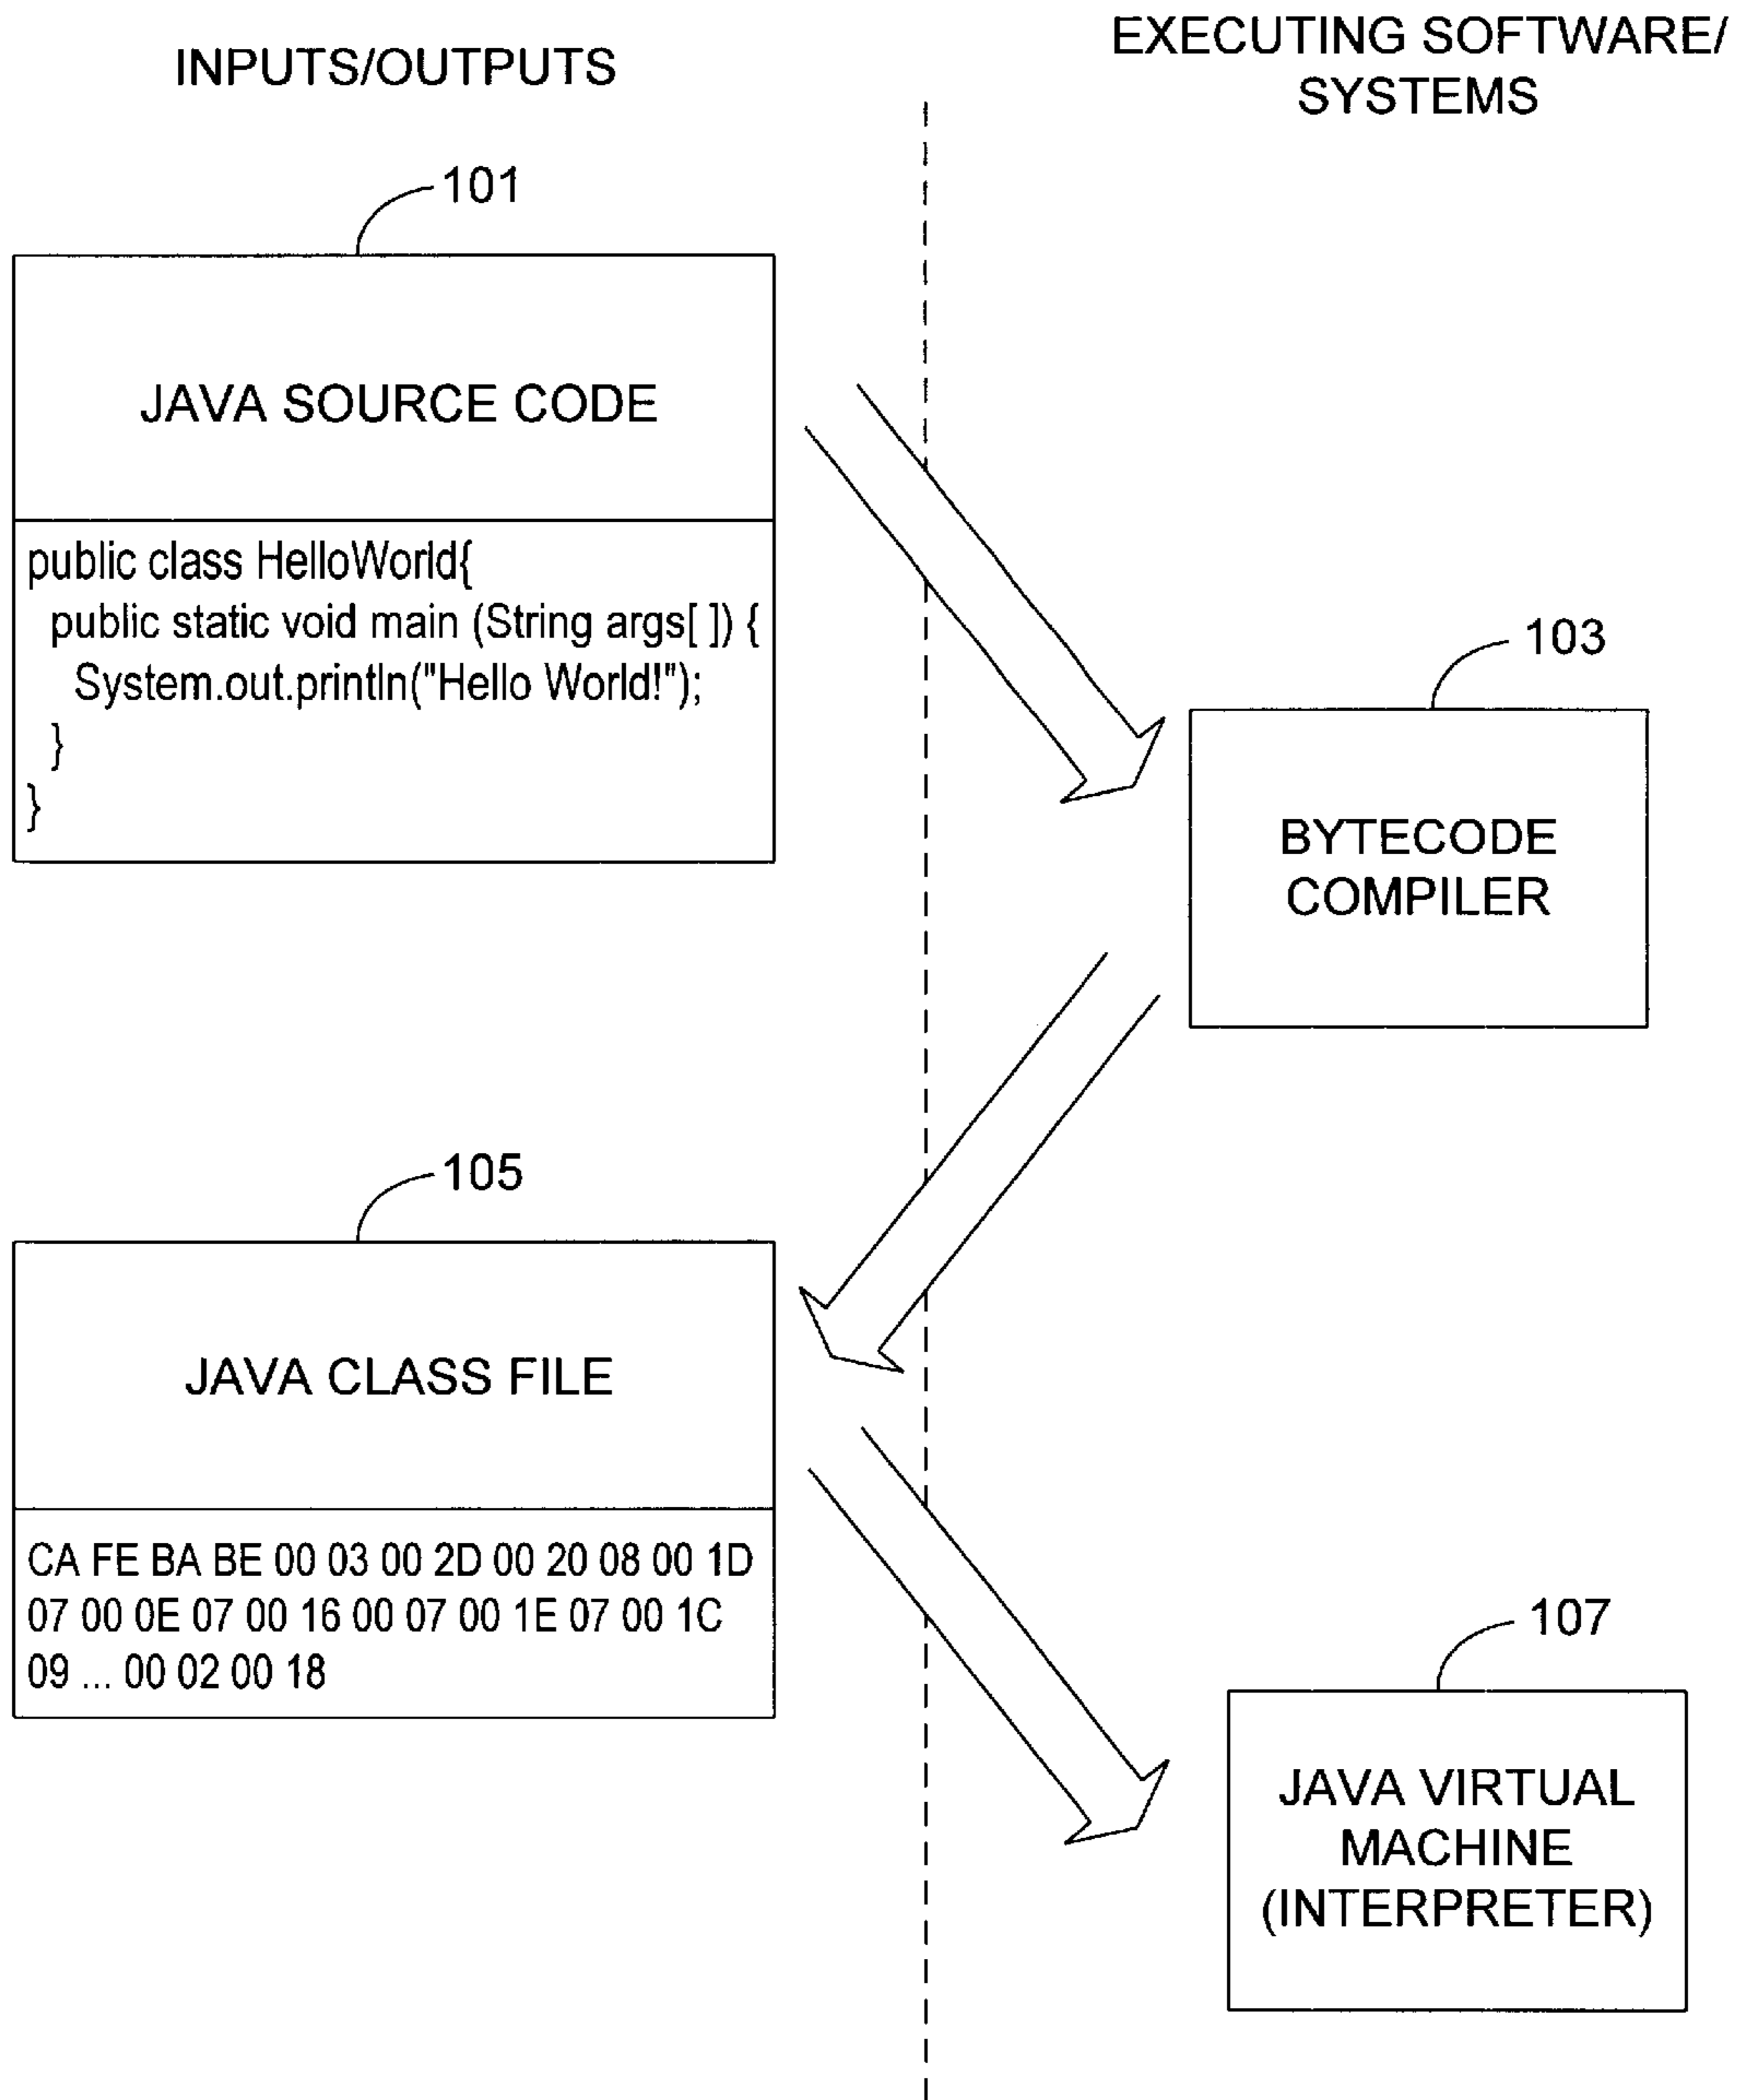 INPUTS/OUTPUTS
EXECUTING SOFTWARE/
SYSTEMS
101
JAVA SOURCE CODE
public class HelloWorld{
public static void main (String args[ ]) {
System.out.println("Hello World!");
}
}
103
BYTECODE
COMPILER
105
JAVA CLASS FILE
CA FE BA BE 00 03 00 2D 00 20 08 00 1D
07 00 0E 07 00 16 00 07 00 1E 07 00 1C
09 ... 00 02 00 18
107
JAVA VIRTUAL
MACHINE
(INTERPRETER)